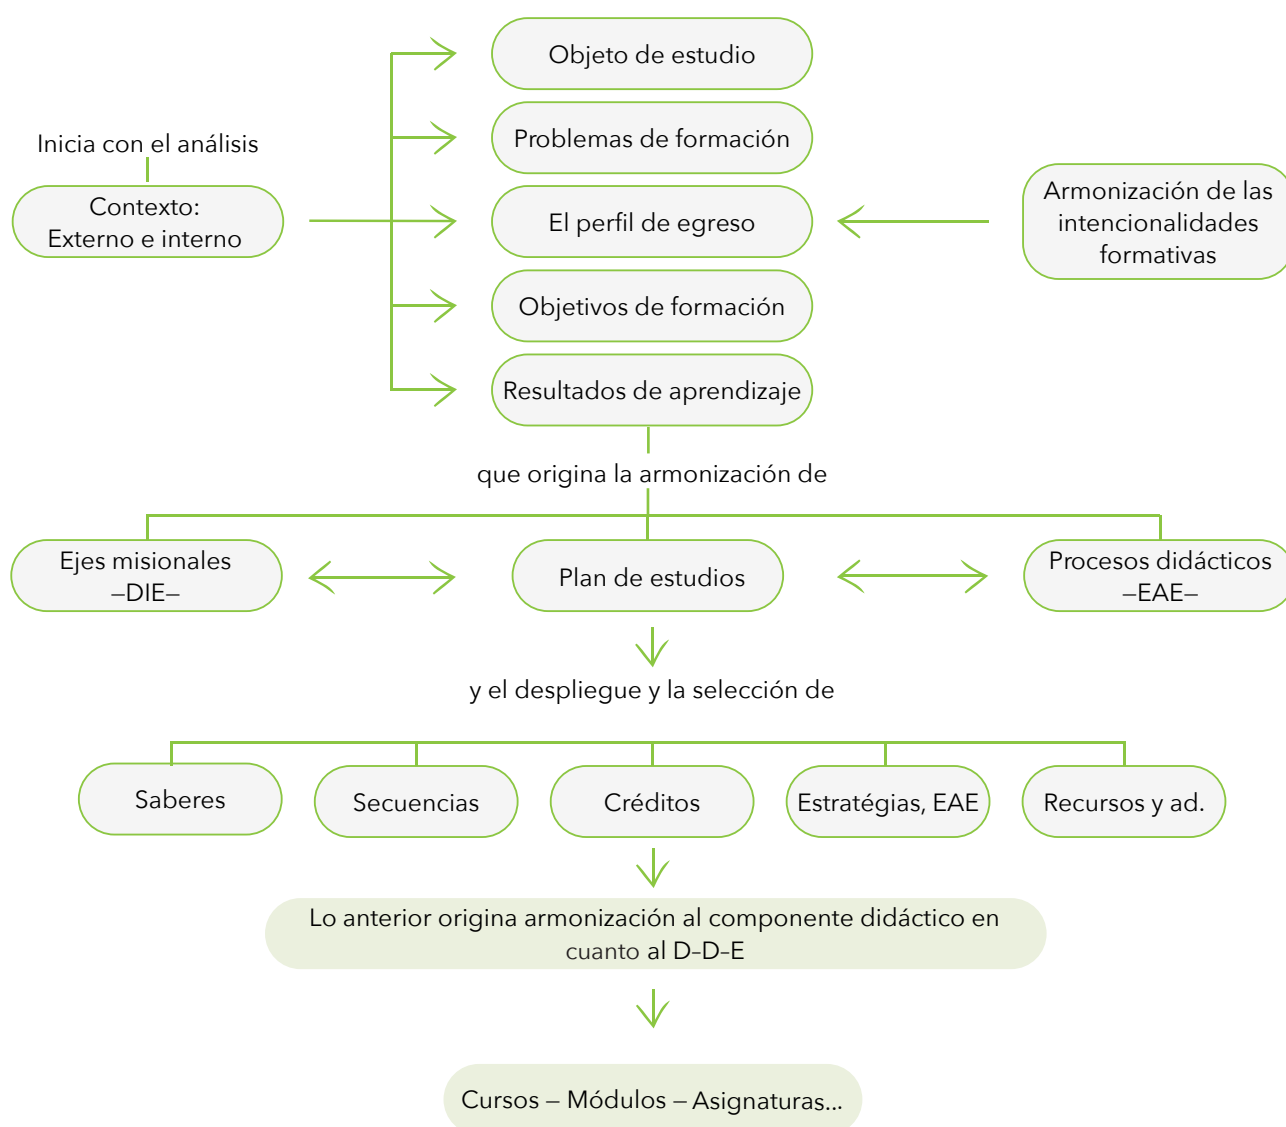 Objeto de estudio
Problemas de formación
Inicia con el análisis
Contexto:
Externo e interno
El perfil de egreso
Armonización de las
intencionalidades
formativas
Objetivos de formación
Resultados de aprendizaje
que origina la armonización de
Ejes misionales
—DIE—
Plan de estudios
Procesos didácticos
—EAE—
y el despliegue y la selección de
Saberes
Secuencias
Créditos
Estratégias, EAE
Recursos y ad.
Lo anterior origina armonización al componente didáctico en
cuanto al D–D–E
Cursos — Módulos — Asignaturas...